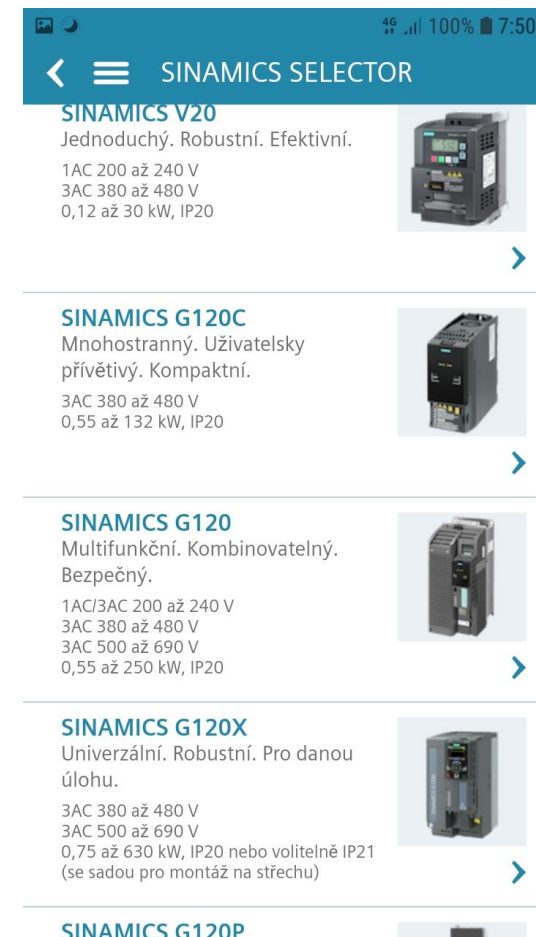 4G 100% 7:50
SINAMICS SELECTOR
SINAMICS V20
Jednoduchý. Robustní. Efektivní.
1AC 200 až 240 V
3AC 380 až 480 V
0,12 až 30 kW, IP20
SINAMICS G120C
Mnohostranný. Uživatelsky
přívětivý. Kompaktní.
3AC 380 až 480 V
0,55 až 132 kW, IP20
SINAMICS G120
Multifunkční. Kombinovatelný.
Bezpečný.
1AC/3AC 200 až 240 V
3AC 380 až 480 V
3AC 500 až 690 V
0,55 až 250 kW, IP20
SINAMICS G120X
Univerzální. Robustní. Pro danou
úlohu.
3AC 380 až 480 V
3AC 500 až 690 V
0,75 až 630 kW, IP20 nebo volitelně IP21
(se sadou pro montáž na střechu)
SINAMICS G120P